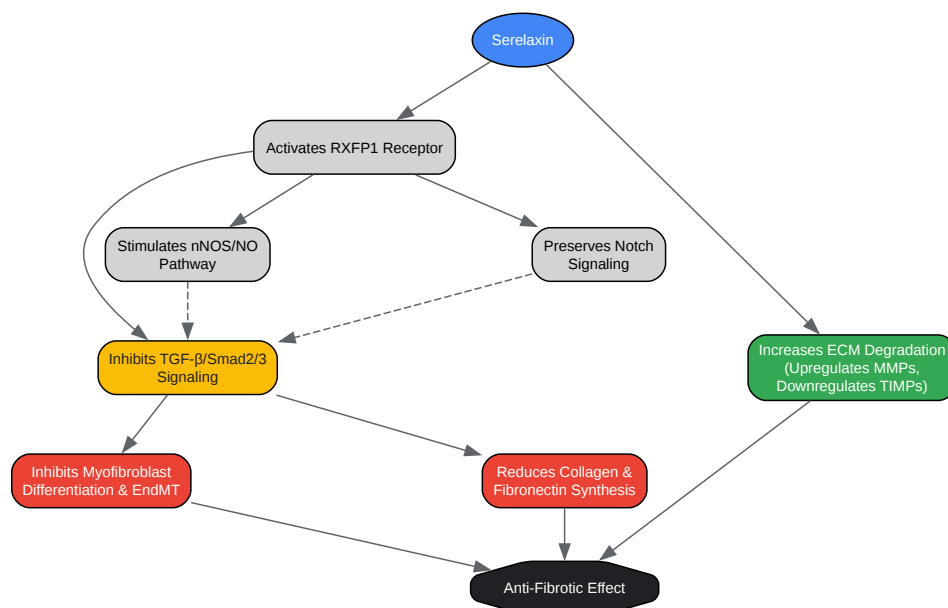 Serelaxin
Activates RXFP1 Receptor
Stimulates nNOS/NO
Pathway
Preserves Notch
Signaling
Inhibits TGF-β/Smad2/3
Signaling
Increases ECM Degradation
(Upregulates MMPs,
Downregulates TIMPs)
Inhibits Myofibroblast
Differentiation & EndMT
Reduces Collagen &
Fibronectin Synthesis
Anti-Fibrotic Effect